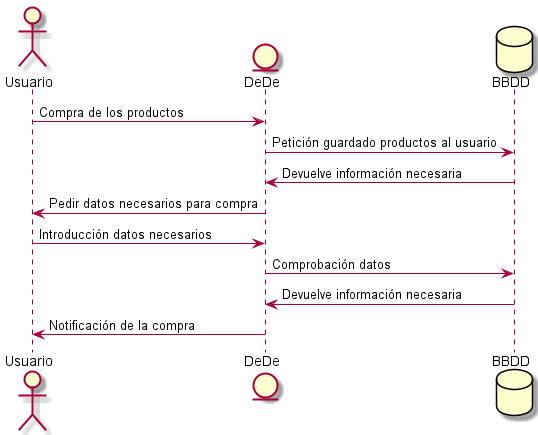 Usuario
DeDe
BBDD
Compra de los productos
Petición guardado productos al usuario
Devuelve información necesaria
Pedir datos necesarios para compra
Introducción datos necesarios
Comprobación datos
Devuelve información necesaria
Notificación de la compra
Usuario
DeDe
BBDD